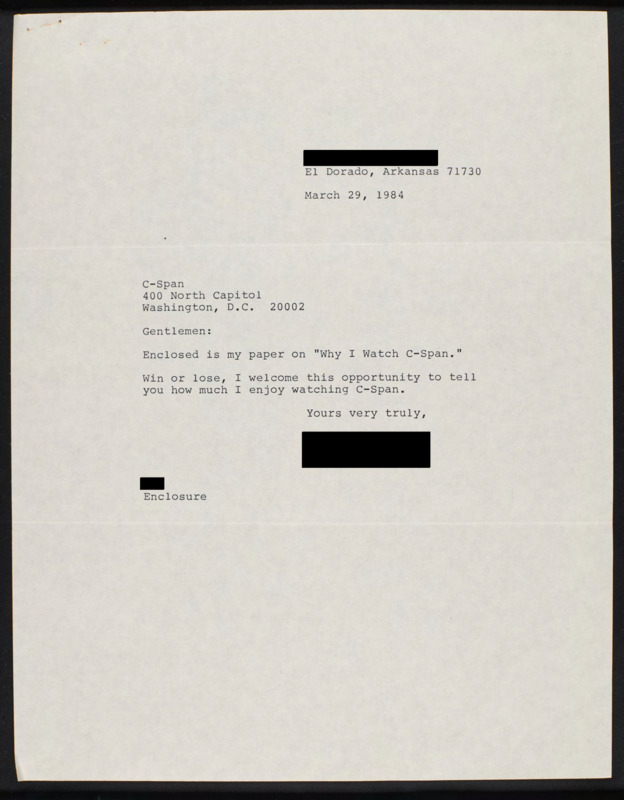 El Dorado, Arkansas 71730
March 29, 1984
C-Span
400 North Capitol
Washington, D.C.  20002
Gentlemen:
Enclosed is my paper on "Why I Watch C-Span."
Win or lose, I welcome this opportunity to tell
you how much I enjoy watching C-Span.
Yours very truly,
Enclosure